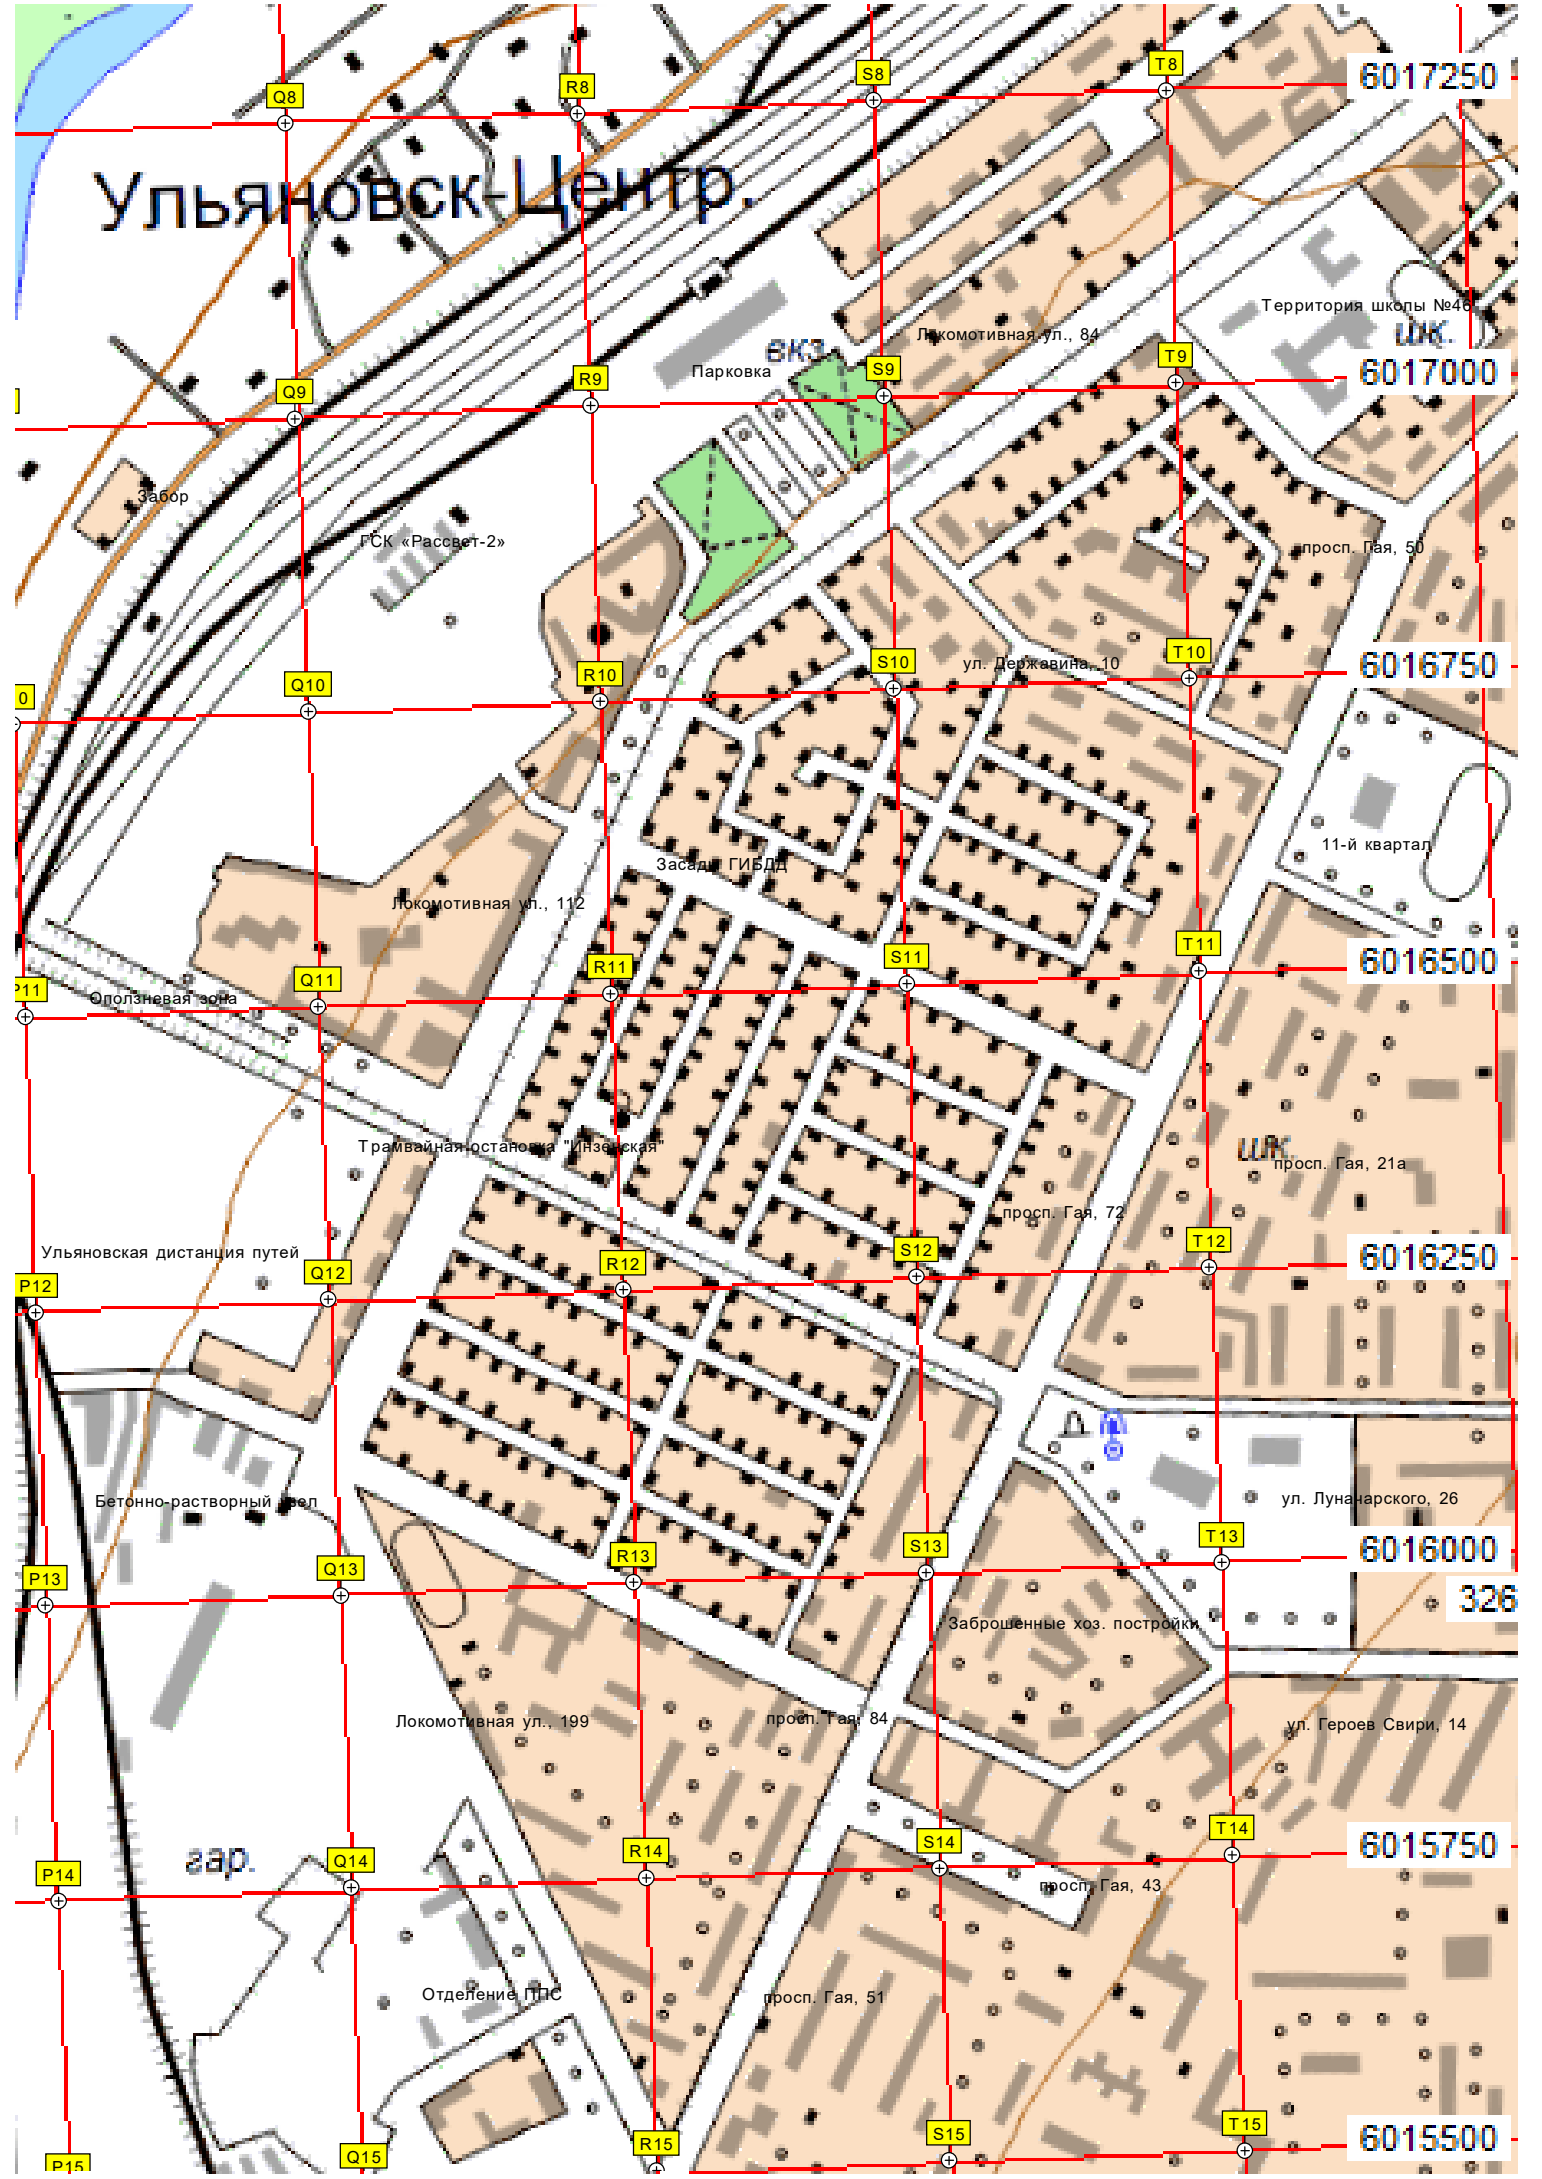 T8
6017250
S8
R8
Q8
Ульяновск-Центр.
Территория школы №46
шк.
Локомотивная ул., 84
вкз.
T9
6017000
S9
Парковка
R9
Q9
Забор
ГСК «Рассвет-2»
просп. Гая, 50
T10
6016750
S10
ул. Державина, 10
R10
Q10
0
11-й квартал
Засады ГИБДД
Локомотивная ул., 112
T11
6016500
S11
R11
Q11
P11
Оползневая зона
Трамвайная остановка "Инзенская"
шк.
просп. Гая, 21а
просп. Гая, 72
T12
6016250
Ульяновская дистанция путей
S12
R12
Q12
P12
Бетонно-растворный узел
ул. Луначарского, 26
T13
6016000
S13
R13
Q13
P13
326
Заброшенные хоз. постройки
Локомотивная ул., 199
просп. Гая, 84
ул. Героев Свири, 14
T14
6015750
S14
R14
гар.
Q14
P14
просп. Гая, 43
Отделение ППС
просп. Гая, 51
T15
6015500
S15
R15
Q15
P15